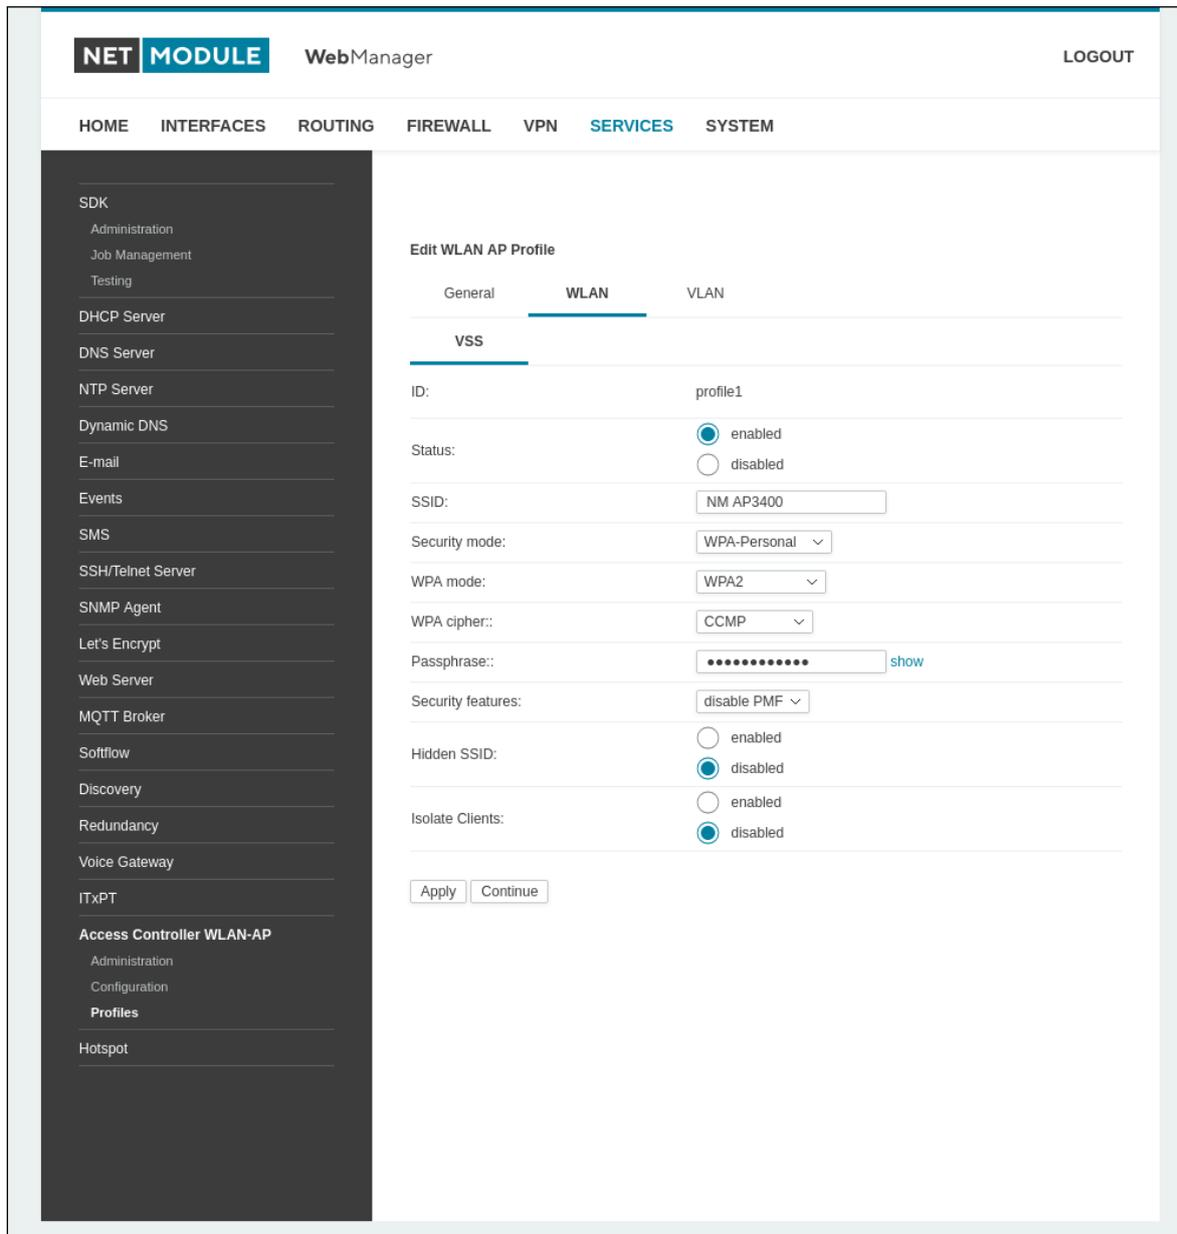 NET MODULE WebManager LOGOUT
HOME INTERFACES ROUTING FIREWALL VPN SERVICES SYSTEM
SDK
Administration
Job Management
Testing
DHCP Server
DNS Server
NTP Server
Dynamic DNS
E-mail
Events
SMS
SSH/Telnet Server
SNMP Agent
Let's Encrypt
Web Server
MQTT Broker
Softflow
Discovery
Redundancy
Voice Gateway
ITxPT
Access Controller WLAN-AP
Administration
Configuration
Profiles
Hotspot
Edit WLAN AP Profile
General WLAN VLAN
VSS
ID: profile1
Status: enabled
disabled
SSID: NM AP3400
Security mode: WPA-Personal
WPA mode: WPA2
WPA cipher:: CCMP
Passphrase:: •••••••••••• show
Security features: disable PMF
Hidden SSID: enabled
disabled
Isolate Clients: enabled
disabled
Apply Continue